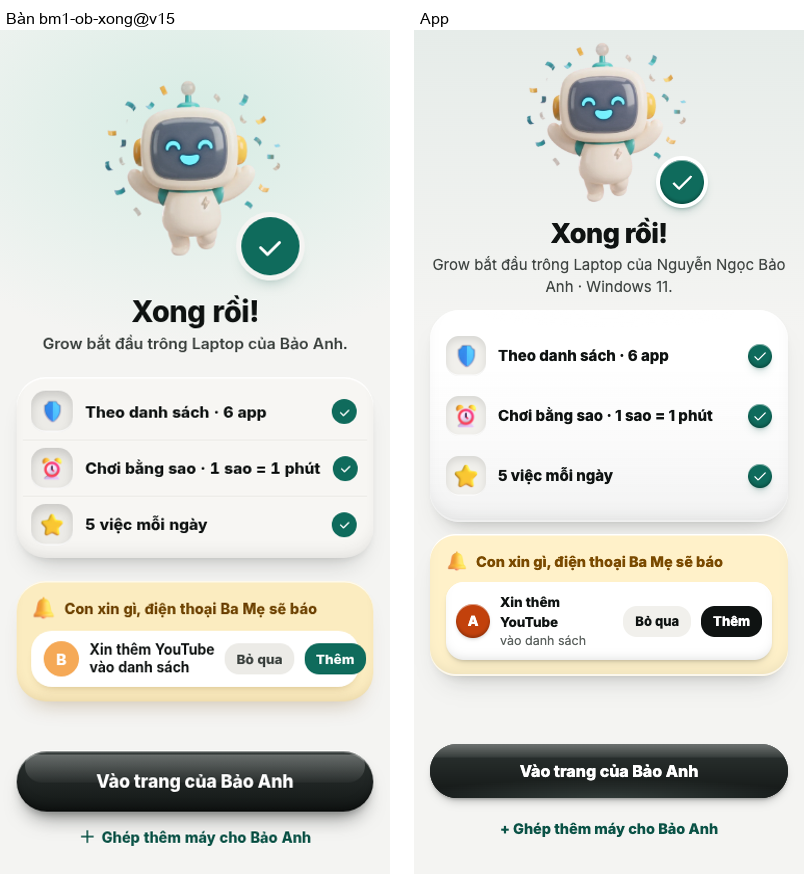 Bản bm1-ob-xong@v15
Xong rồi!
Grow bắt đầu trông Laptop của Bảo Anh.
Theo danh sách · 6 app
Chơi bằng sao · 1 sao = 1 phút
5 việc mỗi ngày
Con xin gì, điện thoại Ba Mẹ sẽ báo
B
Xin thêm YouTube
vào danh sách
Bỏ qua
Thêm
Vào trang của Bảo Anh
+ Ghép thêm máy cho Bảo Anh
App
Xong rồi!
Grow bắt đầu trông Laptop của Nguyễn Ngọc Bảo
Anh · Windows 11.
Theo danh sách · 6 app
Chơi bằng sao · 1 sao = 1 phút
5 việc mỗi ngày
Con xin gì, điện thoại Ba Mẹ sẽ báo
A
Xin thêm
YouTube
vào danh sách
Bỏ qua
Thêm
Vào trang của Bảo Anh
+ Ghép thêm máy cho Bảo Anh